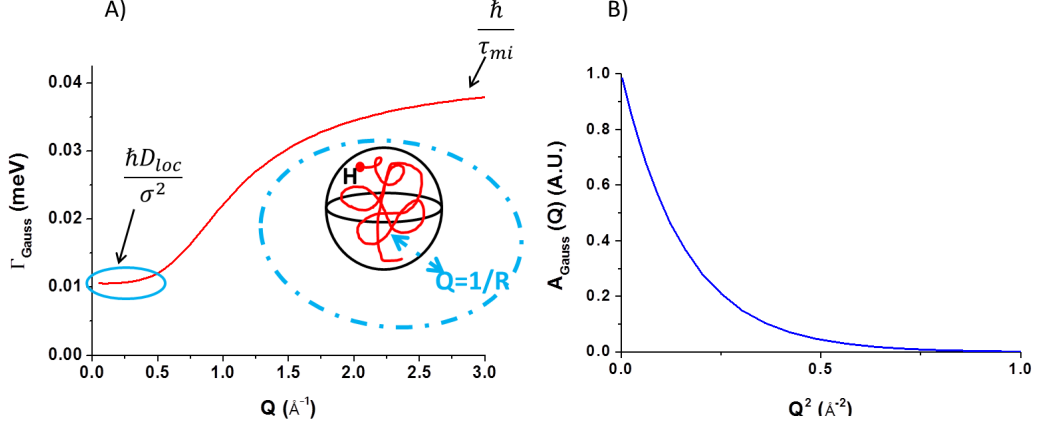 A)
ħ
τmi
0.04
0.03
0.02
0.01
0.00
ΓGauss (meV)
ħDloc
σ²
H
Q=1/R
0.0 0.5 1.0 1.5 2.0 2.5 3.0
Q (Å⁻¹)
B)
1.0
0.8
0.6
0.4
0.2
0.0
AGauss (Q) (A.U.)
0.0 0.5 1.0
Q² (Å⁻²)